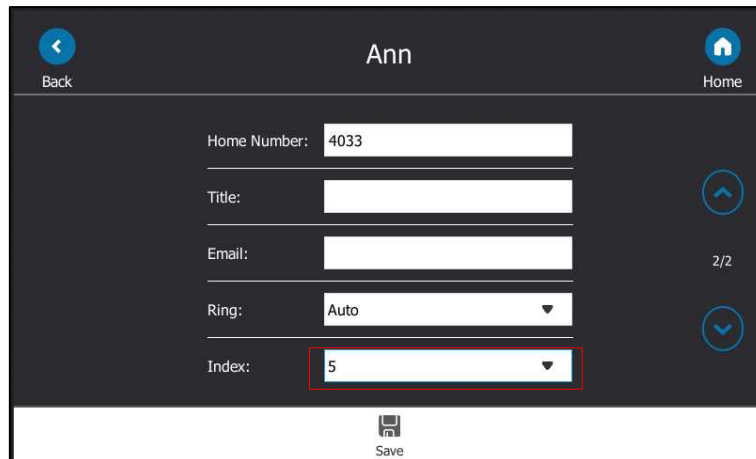 Ann
Back
Home
Home Number: 4033
Title:
Email:
2/2
Ring: Auto
Index: 5
Save